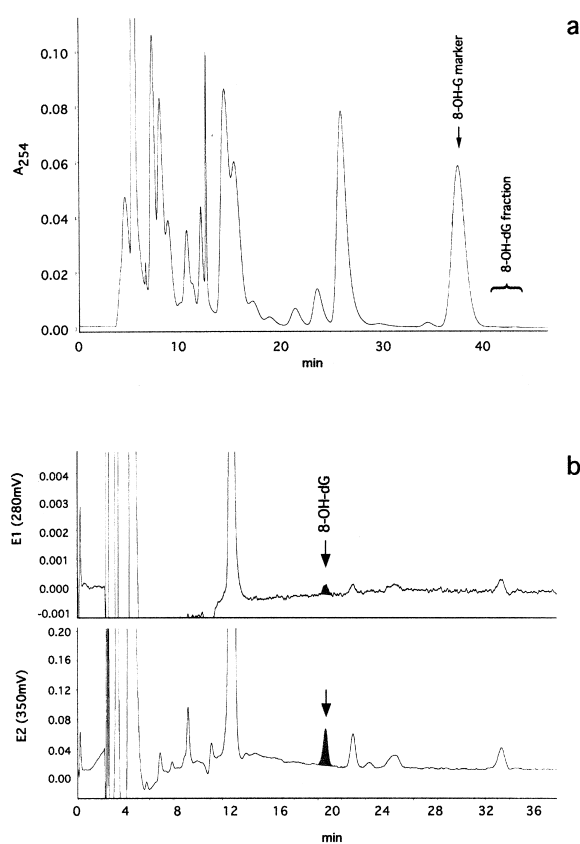 a
0.10
0.08
0.06
0.04
0.02
0.00
A254
8-OH-G marker
8-OH-dG fraction
0 10 20 30 40
min
b
E1 (280mV)
0.004
0.003
0.002
0.001
0.000
-0.001
8-OH-dG
E2 (350mV)
0.20
0.16
0.12
0.08
0.04
0.00
0 4 8 12 16 20 24 28 32 36
min